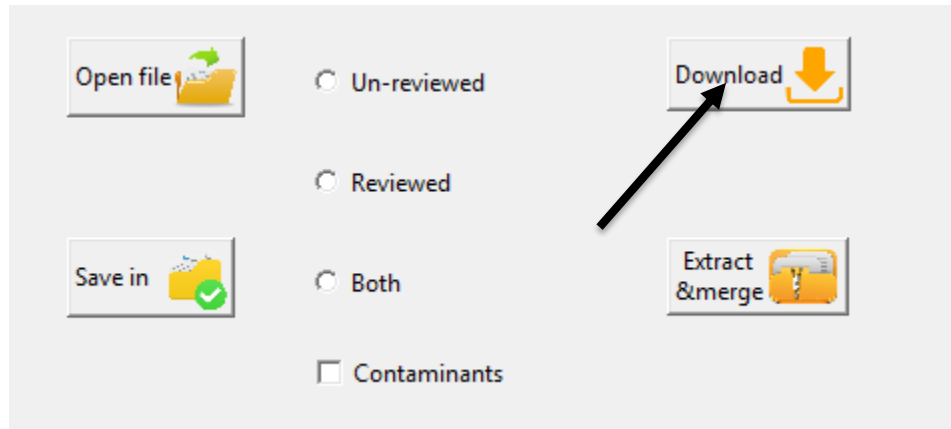 Open file
Un-reviewed
Download
Reviewed
Save in
Both
Extract
&merge
Contaminants